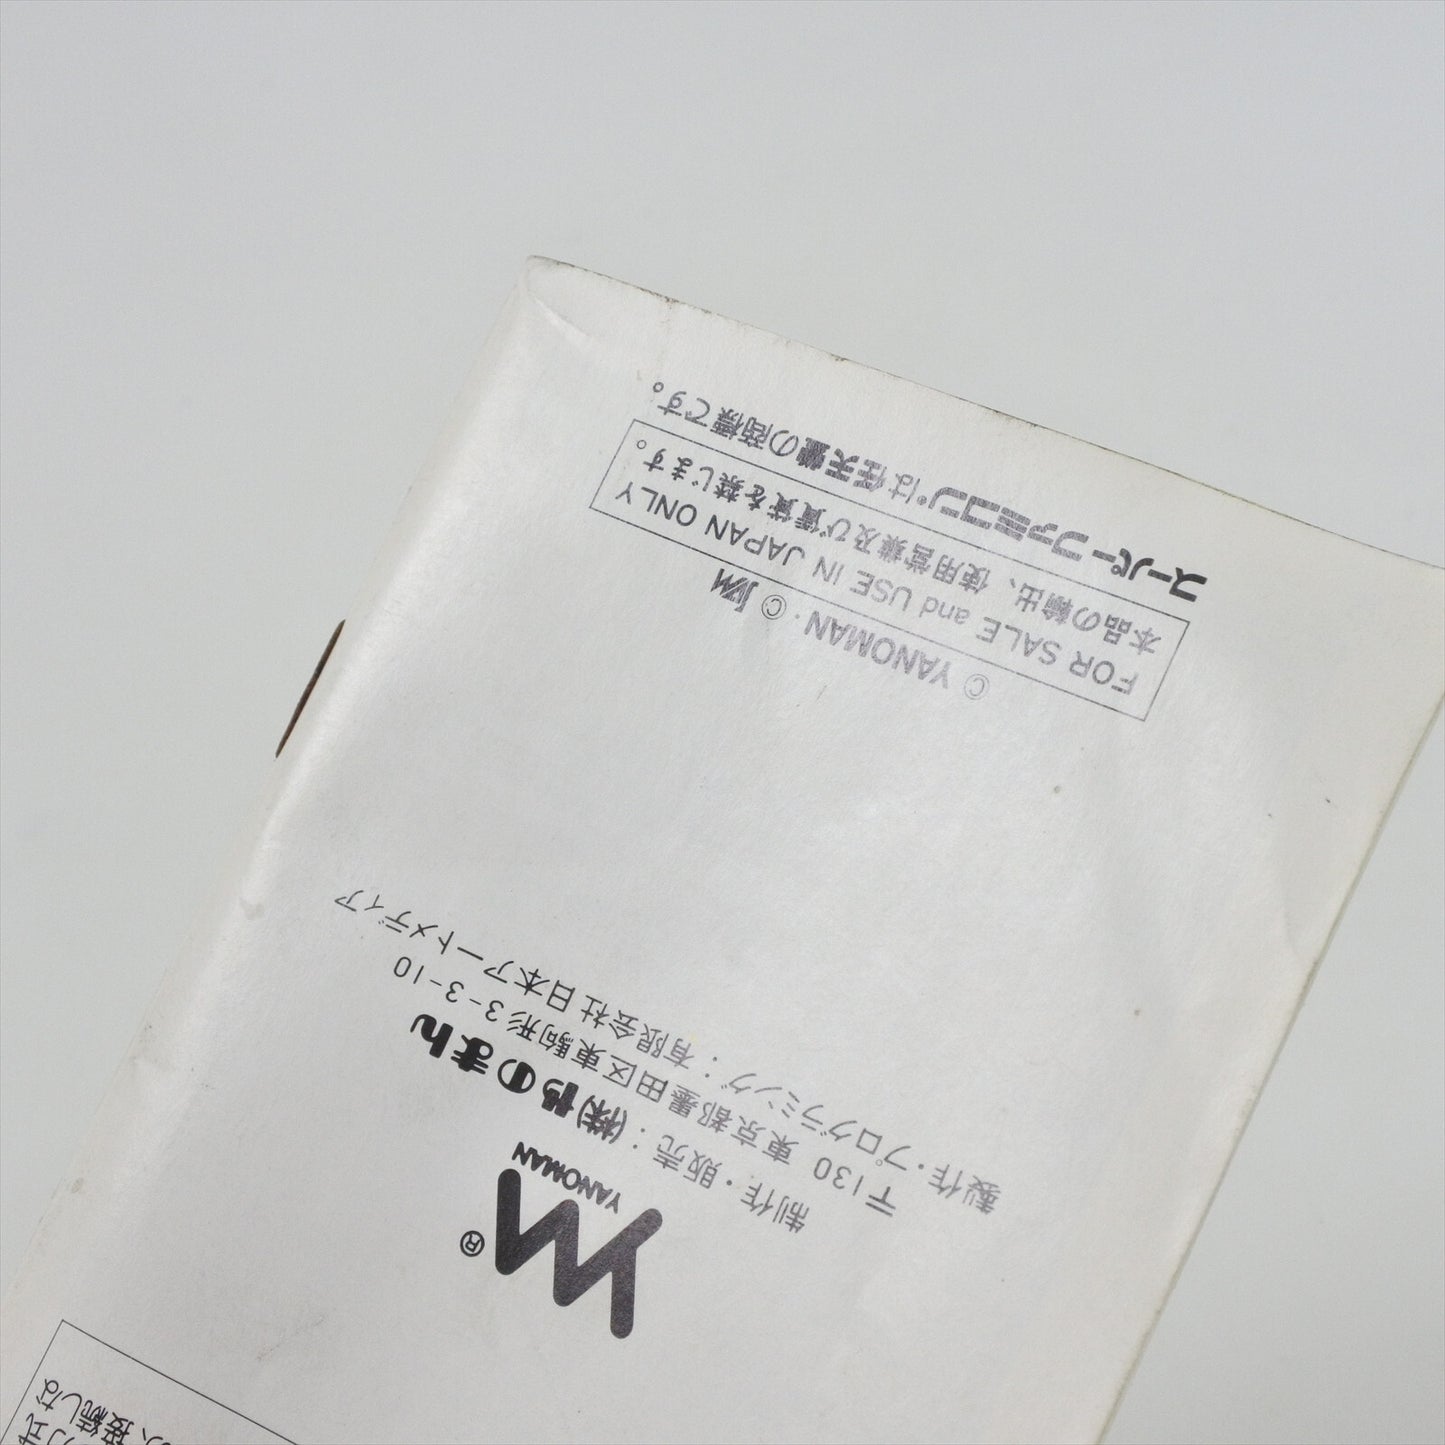 接続しな
YANOMAN
®
制作・販売：(株)やのまん
〒130 東京都墨田区東駒形3-3-10
製作・プログラミング：有限会社日本アートメディア
© YANOMAN・©
FOR SALE and USE IN JAPAN ONLY
本品の輸出、使用営業及び賃貸を禁じます。
スーパーファミコン®は任天堂の商標です。